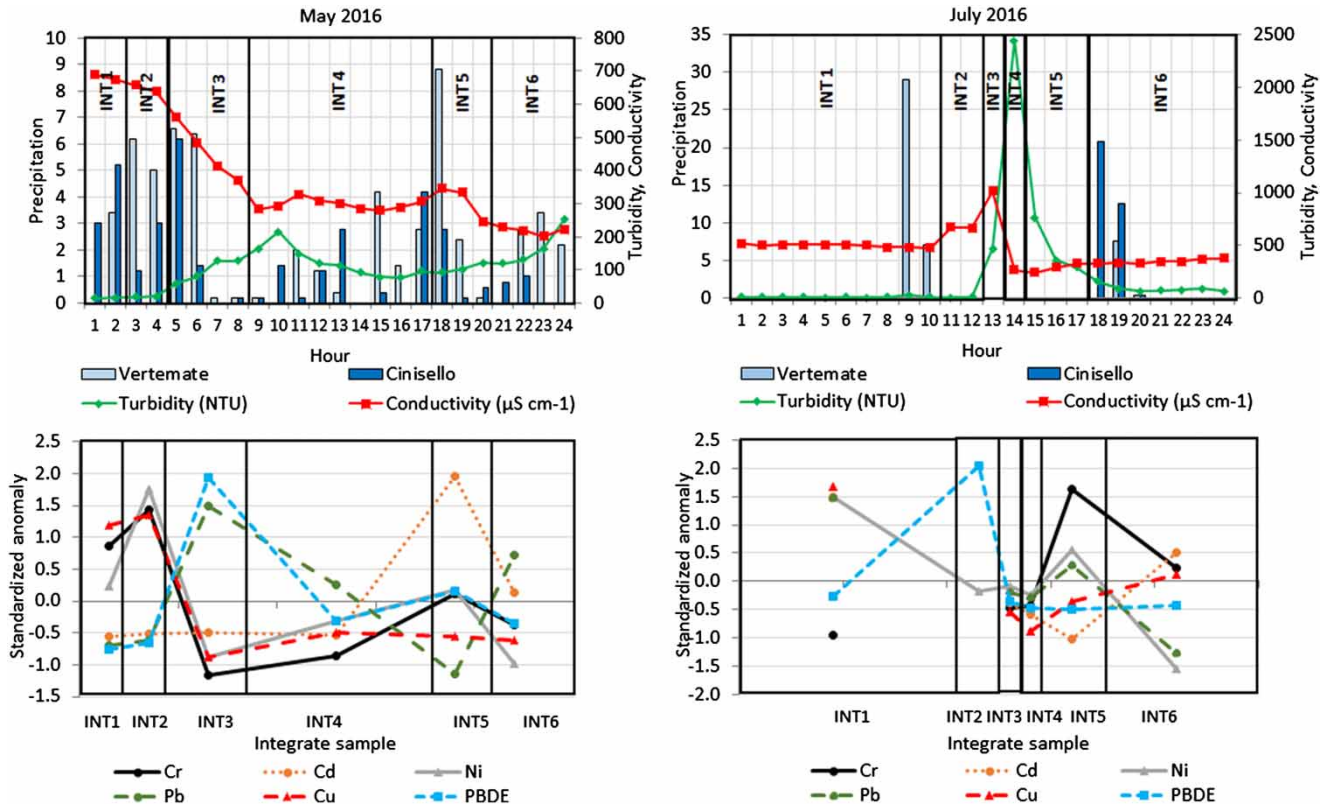 May 2016
10
9
8
7
6
5
4
3
2
1
0
Precipitation
INT1
INT2
INT3
INT4
INT5
INT6
800
700
600
500
400
300
200
100
0
Turbidity, Conductivity
1 2 3 4 5 6 7 8 9 10 11 12 13 14 15 16 17 18 19 20 21 22 23 24
Hour
Vertemate Cinisello
Turbidity (NTU) Conductivity (μS cm-1)
July 2016
35
30
25
20
15
10
5
0
Precipitation
INT1
INT2
INT3
INT4
INT5
INT6
2500
2000
1500
1000
500
0
Turbidity, Conductivity
1 2 3 4 5 6 7 8 9 10 11 12 13 14 15 16 17 18 19 20 21 22 23 24
Hour
Vertemate Cinisello
Turbidity (NTU) Conductivity (μS cm-1)
2.5
2.0
1.5
1.0
0.5
0.0
-0.5
-1.0
-1.5
Standardized anomaly
INT1 INT2 INT3 INT4 INT5 INT6
Integrate sample
Cr Cd Ni
Pb Cu PBDE
2.5
2.0
1.5
1.0
0.5
0.0
-0.5
-1.0
-1.5
-2.0
Standardized anomaly
INT1 INT2 INT3 INT4 INT5 INT6
Integrate sample
Cr Cd Ni
Pb Cu PBDE